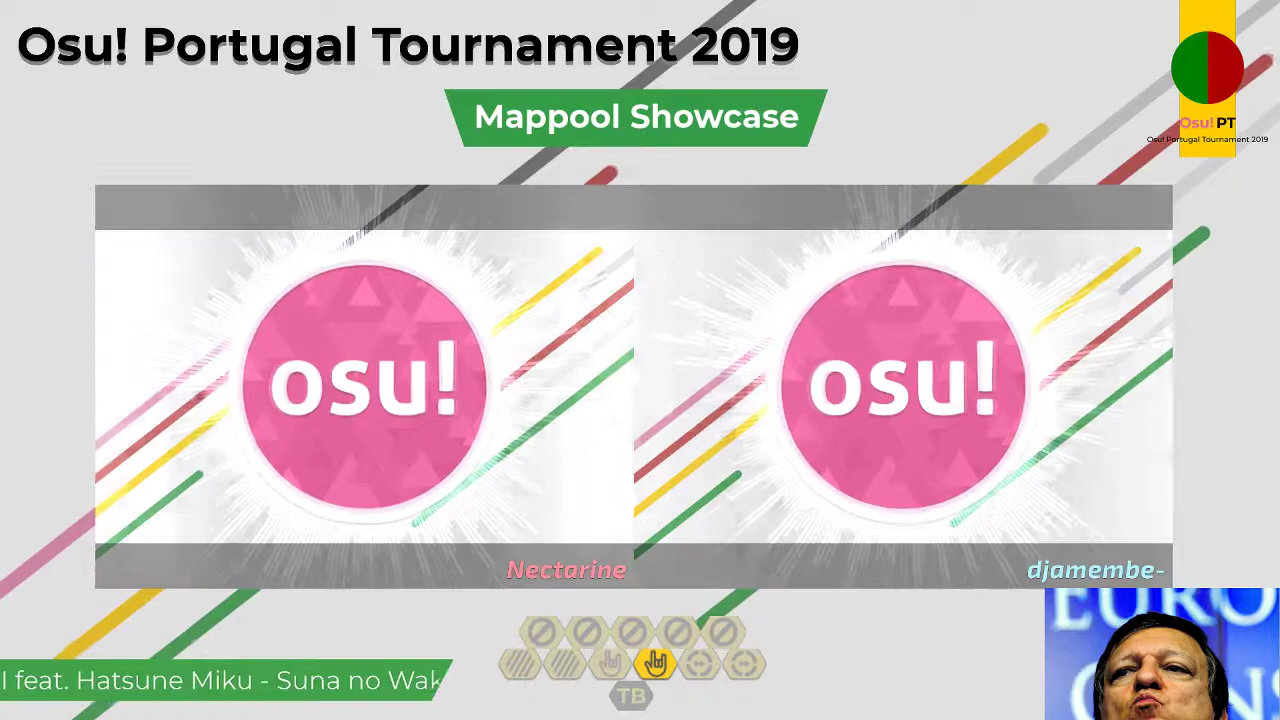 Osu! Portugal Tournament 2019
Mappool Showcase
Osu! PT
Osu! Portugal Tournament 2019
osu!
osu!
Nectarine
djamembe-
feat. Hatsune Miku - Suna no Wak
TB
EURO